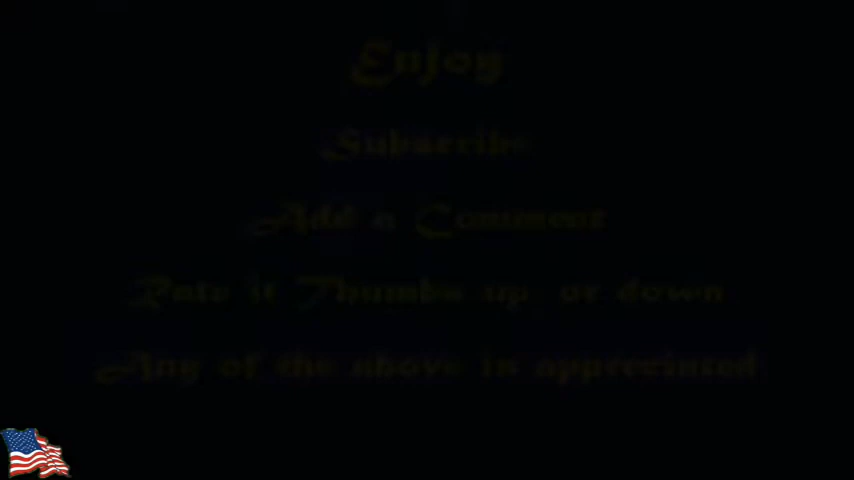 Enjoy
Subscribe
Add a Comment
Rate it Thumbs up or down
Any of the above is appreciated